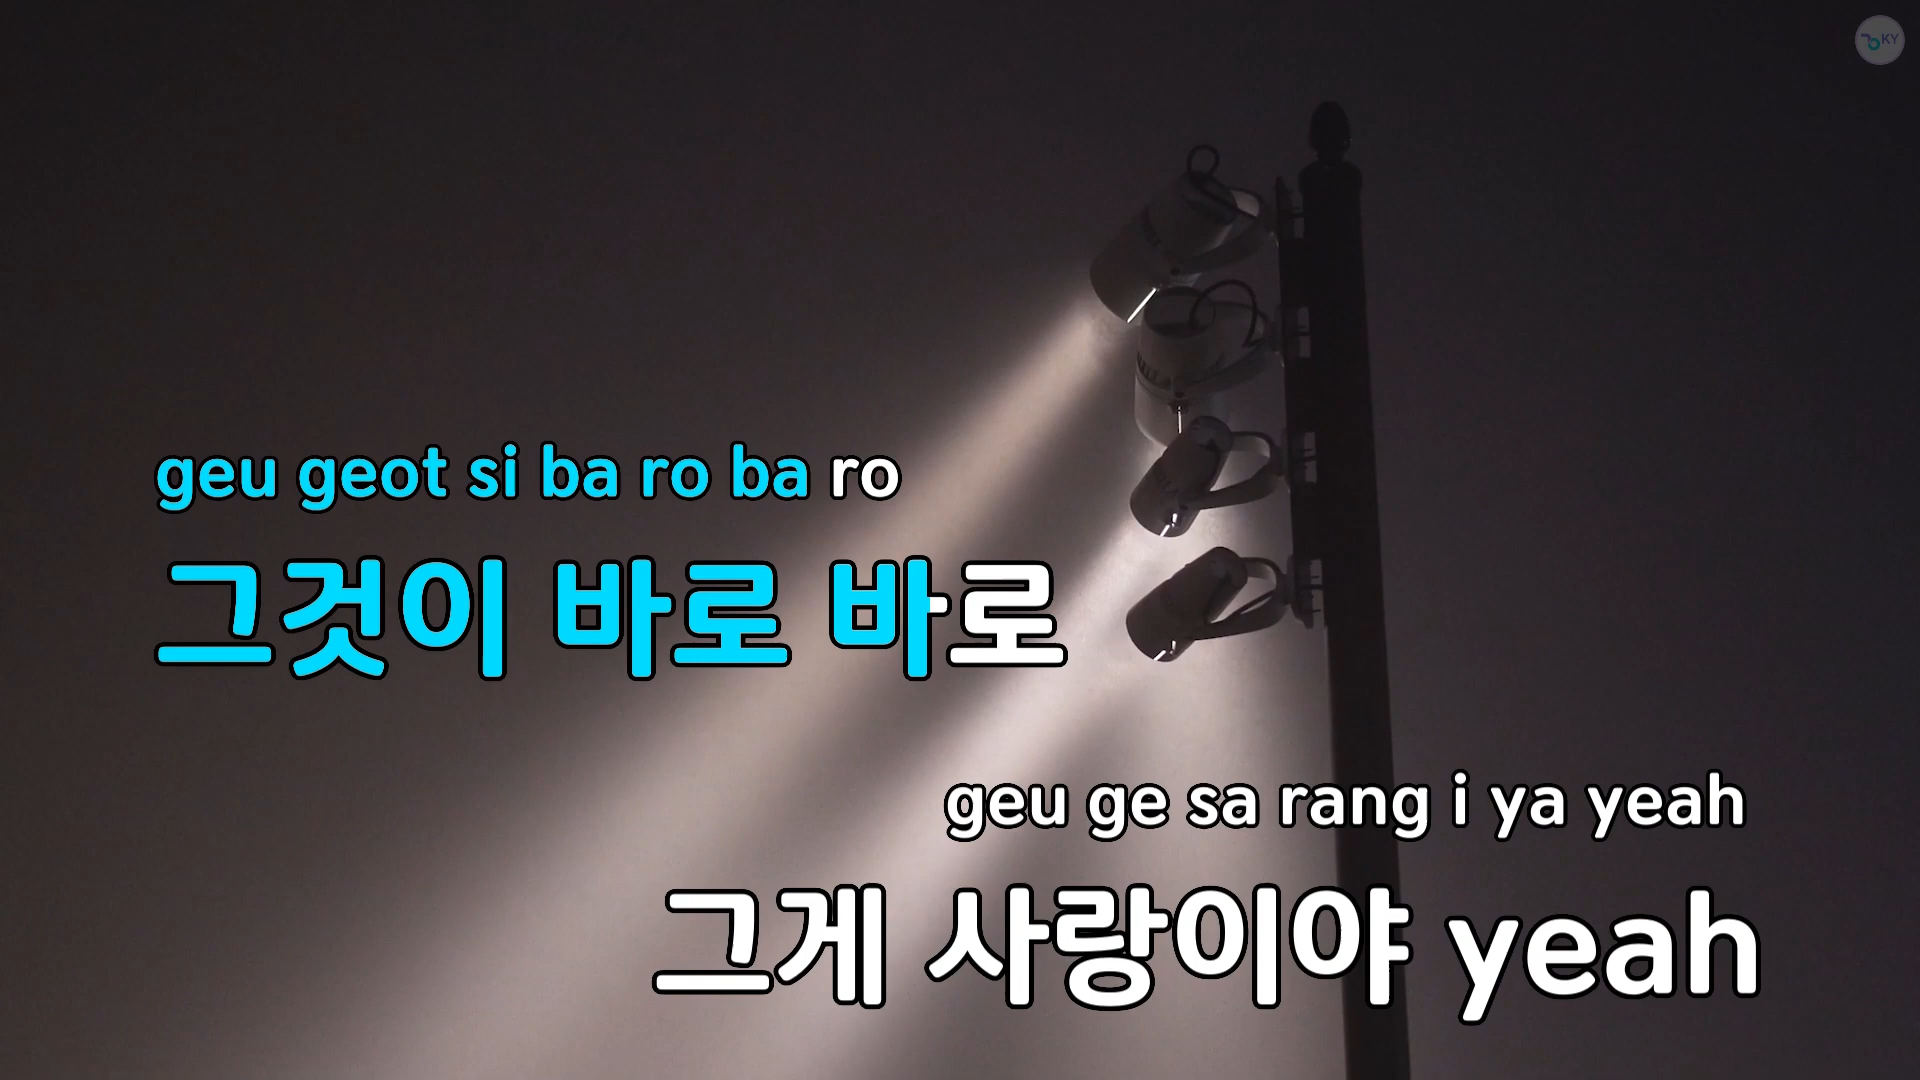 KY
geu geot si ba ro ba ro
그것이 바로 바로
geu ge sa rang i ya yeah
그게 사랑이야 yeah